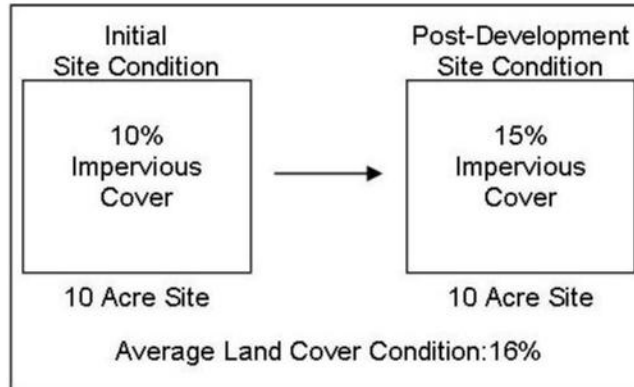 Initial
Site Condition
10%
Impervious
Cover
10 Acre Site
Post-Development
Site Condition
15%
Impervious
Cover
10 Acre Site
Average Land Cover Condition:16%